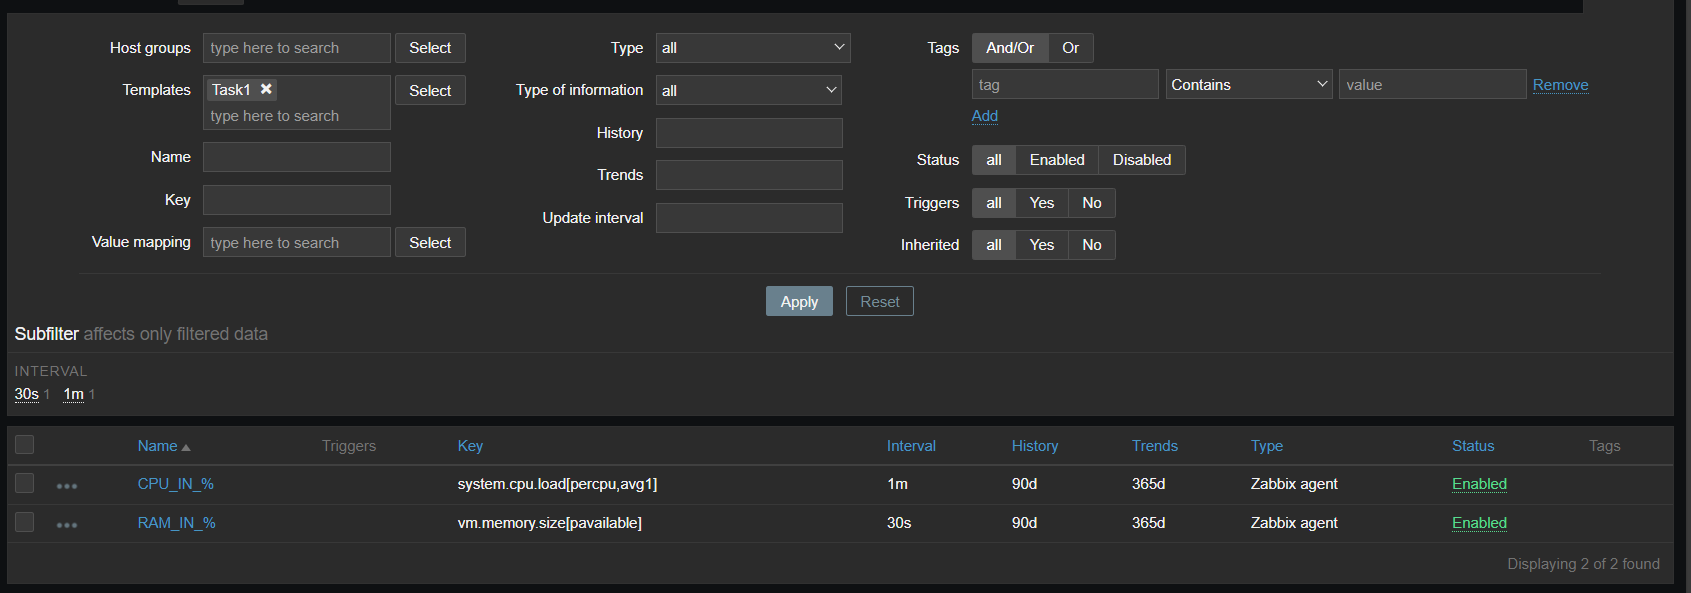 Host groups type here to search Select Type all Tags And/Or Or
Templates Task1 Select Type of information all tag Contains value Remove
type here to search Add
History
Name Status all Enabled Disabled
Trends
Key Triggers all Yes No
Update interval
Value mapping type here to search Select Inherited all Yes No
Apply Reset
Subfilter affects only filtered data
INTERVAL
30s 1 1m 1
Name Triggers Key Interval History Trends Type Status Tags
CPU_IN_% system.cpu.load[percpu,avg1] 1m 90d 365d Zabbix agent Enabled
RAM_IN_% vm.memory.size[pavailable] 30s 90d 365d Zabbix agent Enabled
Displaying 2 of 2 found